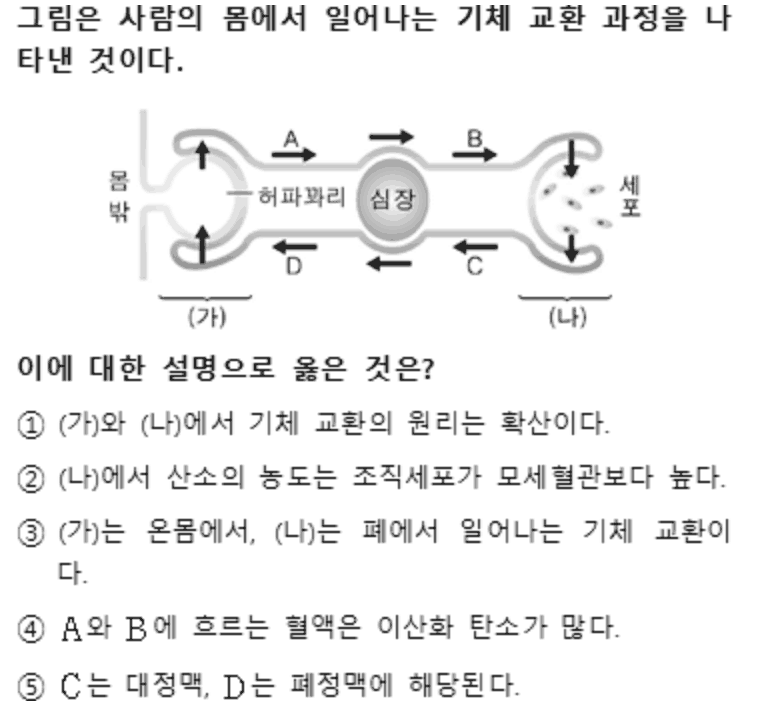 그림은 사람의 몸에서 일어나는 기체 교환 과정을 나
타낸 것이다.
A
B
몸
밖
허파꽈리
심장
세
포
D
C
(가)
(나)
이에 대한 설명으로 옳은 것은?
① (가)와 (나)에서 기체 교환의 원리는 확산이다.
② (나)에서 산소의 농도는 조직세포가 모세혈관보다 높다.
③ (가)는 온몸에서, (나)는 폐에서 일어나는 기체 교환이
다.
④ A와 B에 흐르는 혈액은 이산화 탄소가 많다.
⑤ C는 대정맥, D는 폐정맥에 해당된다.